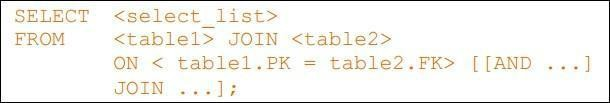 SELECT <select_list>
FROM <table1> JOIN <table2>
ON < table1.PK = table2.FK> [[AND ...]
JOIN ...];